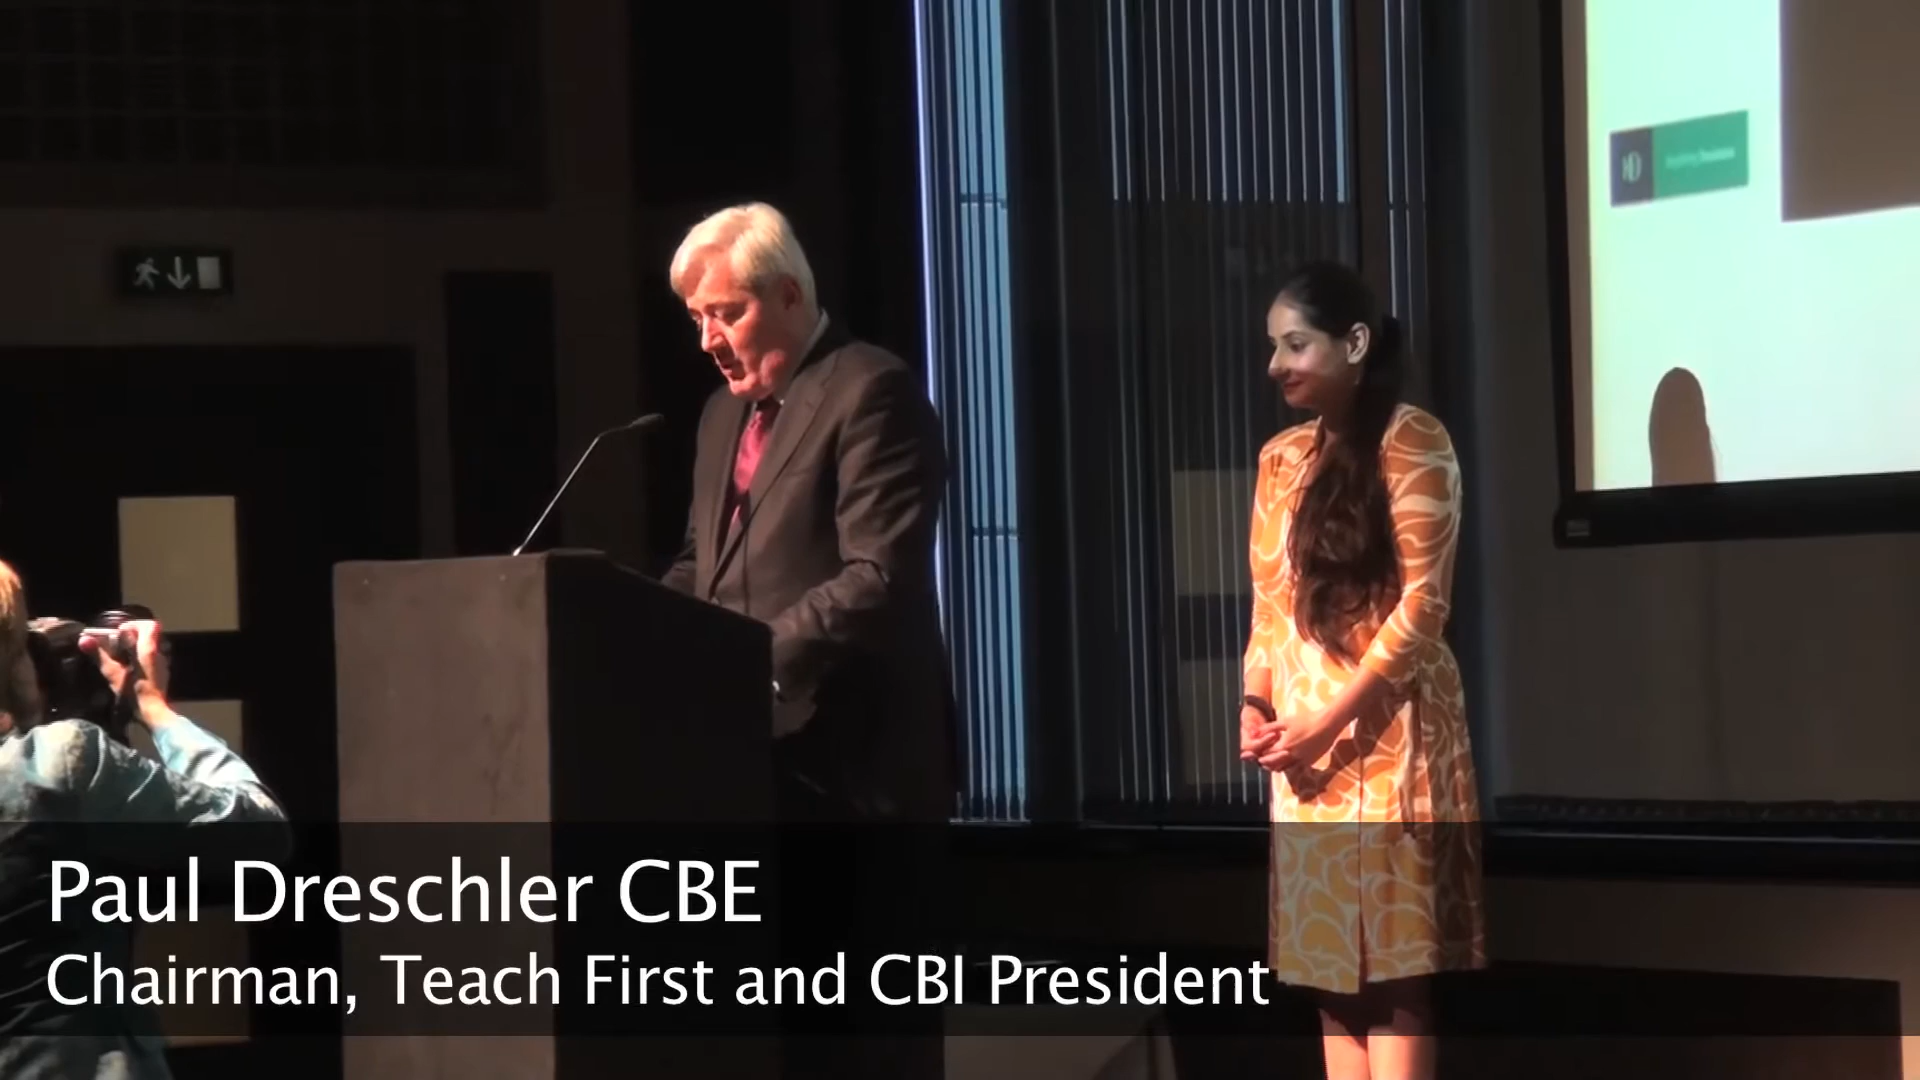 Paul Dreschler CBE
Chairman, Teach First and CBI President